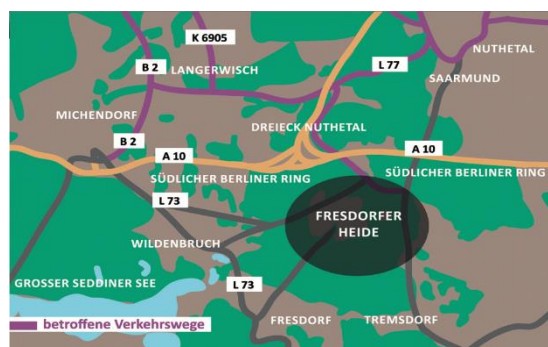 K 6905
NUTHETAL
B 2
LANGERWISCH
L 77
SAARMUND
MICHENDORF
DREIECK NUTHETAL
B 2
A 10
A 10
SÜDLICHER BERLINER RING
SÜDLICHER BERLINER RING
L 73
FRESDORFER
HEIDE
WILDENBRUCH
GROSSER SEDDINER SEE
L 73
FRESDORF
TREMSDORF
betroffene Verkehrswege